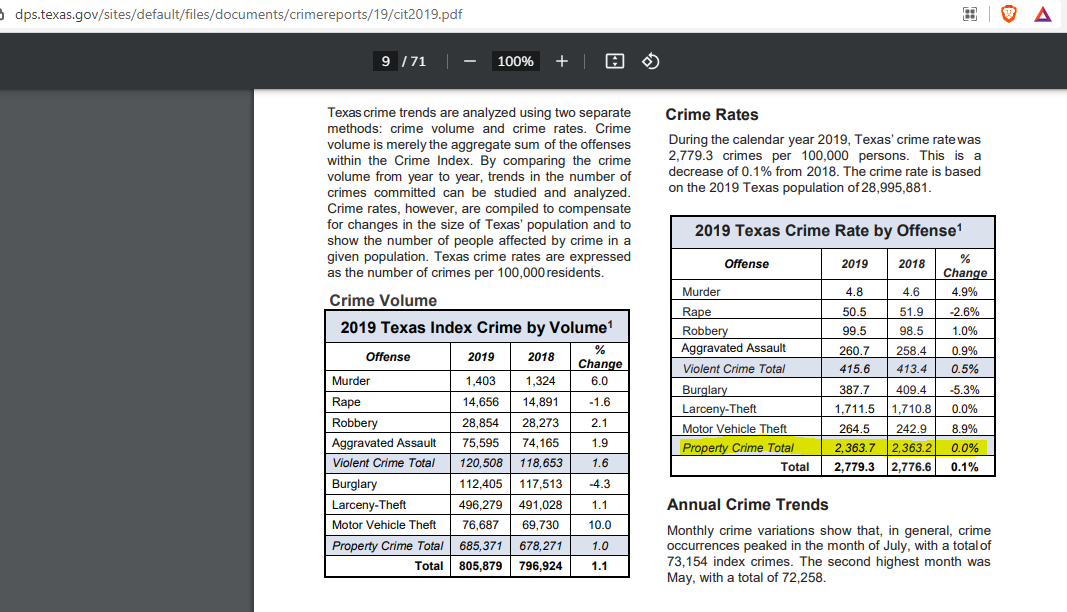 dps.texas.gov/sites/default/files/documents/crimereports/19/cit2019.pdf
9 / 71 — 100% +
Texas crime trends are analyzed using two separate
methods: crime volume and crime rates. Crime
volume is merely the aggregate sum of the offenses
within the Crime Index. By comparing the crime
volume from year to year, trends in the number of
crimes committed can be studied and analyzed.
Crime rates, however, are compiled to compensate
for changes in the size of Texas' population and to
show the number of people affected by crime in a
given population. Texas crime rates are expressed
as the number of crimes per 100,000 residents.
Crime Volume
2019 Texas Index Crime by Volume¹
Offense 2019 2018 % Change
Murder 1,403 1,324 6.0
Rape 14,656 14,891 -1.6
Robbery 28,854 28,273 2.1
Aggravated Assault 75,595 74,165 1.9
Violent Crime Total 120,508 118,653 1.6
Burglary 112,405 117,513 -4.3
Larceny-Theft 496,279 491,028 1.1
Motor Vehicle Theft 76,687 69,730 10.0
Property Crime Total 685,371 678,271 1.0
Total 805,879 796,924 1.1
Crime Rates
During the calendar year 2019, Texas' crime rate was
2,779.3 crimes per 100,000 persons. This is a
decrease of 0.1% from 2018. The crime rate is based
on the 2019 Texas population of 28,995,881.
2019 Texas Crime Rate by Offense¹
Offense 2019 2018 % Change
Murder 4.8 4.6 4.9%
Rape 50.5 51.9 -2.6%
Robbery 99.5 98.5 1.0%
Aggravated Assault 260.7 258.4 0.9%
Violent Crime Total 415.6 413.4 0.5%
Burglary 387.7 409.4 -5.3%
Larceny-Theft 1,711.5 1,710.8 0.0%
Motor Vehicle Theft 264.5 242.9 8.9%
Property Crime Total 2,363.7 2,363.2 0.0%
Total 2,779.3 2,776.6 0.1%
Annual Crime Trends
Monthly crime variations show that, in general, crime
occurrences peaked in the month of July, with a total of
73,154 index crimes. The second highest month was
May, with a total of 72,258.